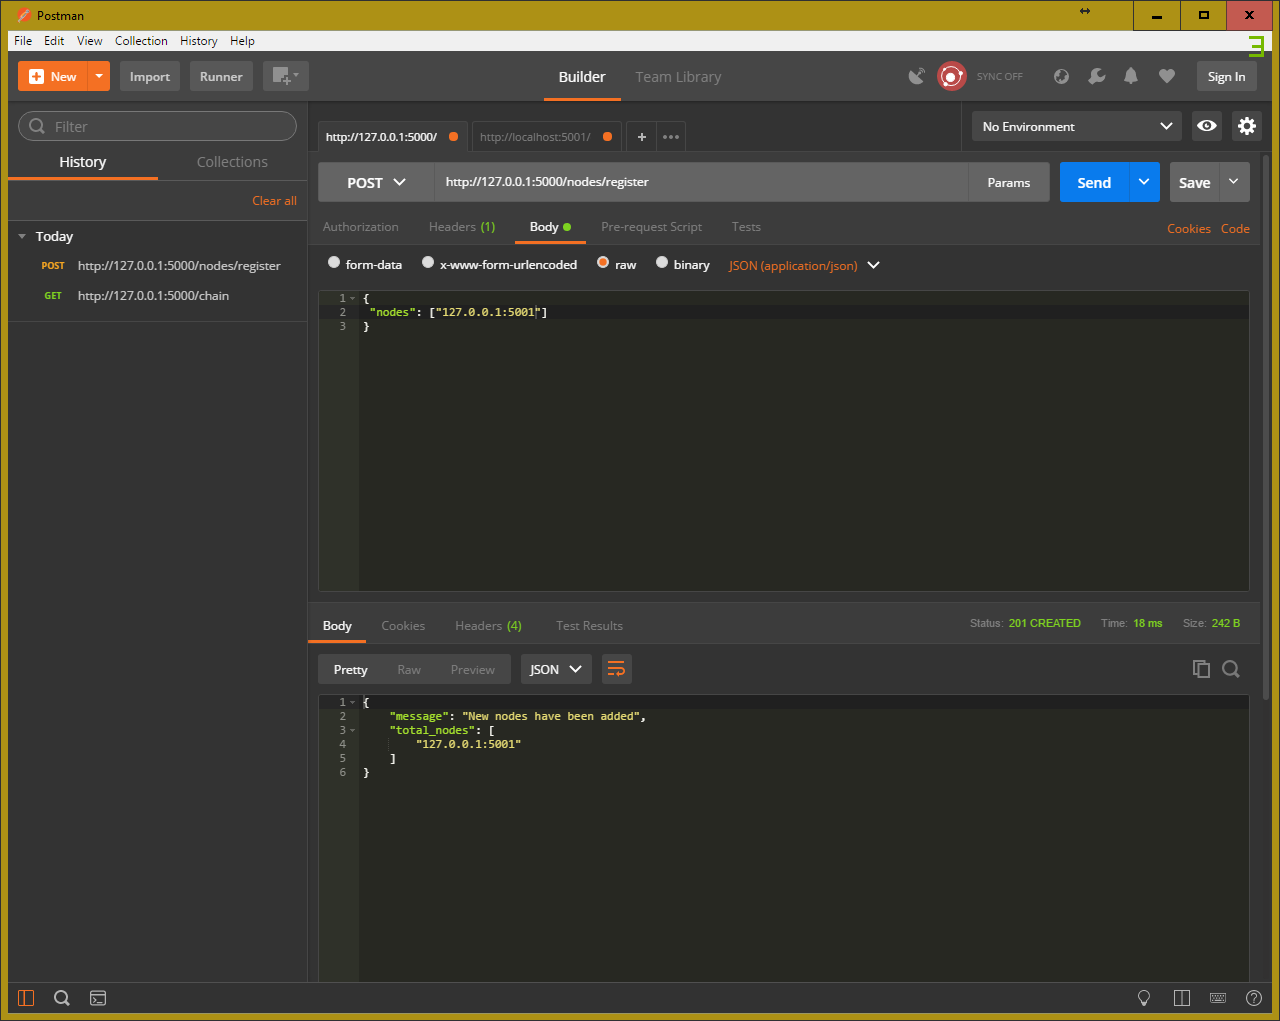 Postman
File Edit View Collection History Help
New Import Runner Builder Team Library SYNC OFF Sign In
Filter
History Collections
Clear all
Today
POST http://127.0.0.1:5000/nodes/register
GET http://127.0.0.1:5000/chain
http://127.0.0.1:5000/ http://localhost:5001/ + •••
No Environment
POST http://127.0.0.1:5000/nodes/register Params Send Save
Authorization Headers (1) Body Pre-request Script Tests Cookies Code
form-data x-www-form-urlencoded raw binary JSON (application/json)
1 {
2 "nodes": ["127.0.0.1:5001"]
3 }
Body Cookies Headers (4) Test Results Status: 201 CREATED Time: 18 ms Size: 242 B
Pretty Raw Preview JSON
1 {
2 "message": "New nodes have been added",
3 "total_nodes": [
4 "127.0.0.1:5001"
5 ]
6 }